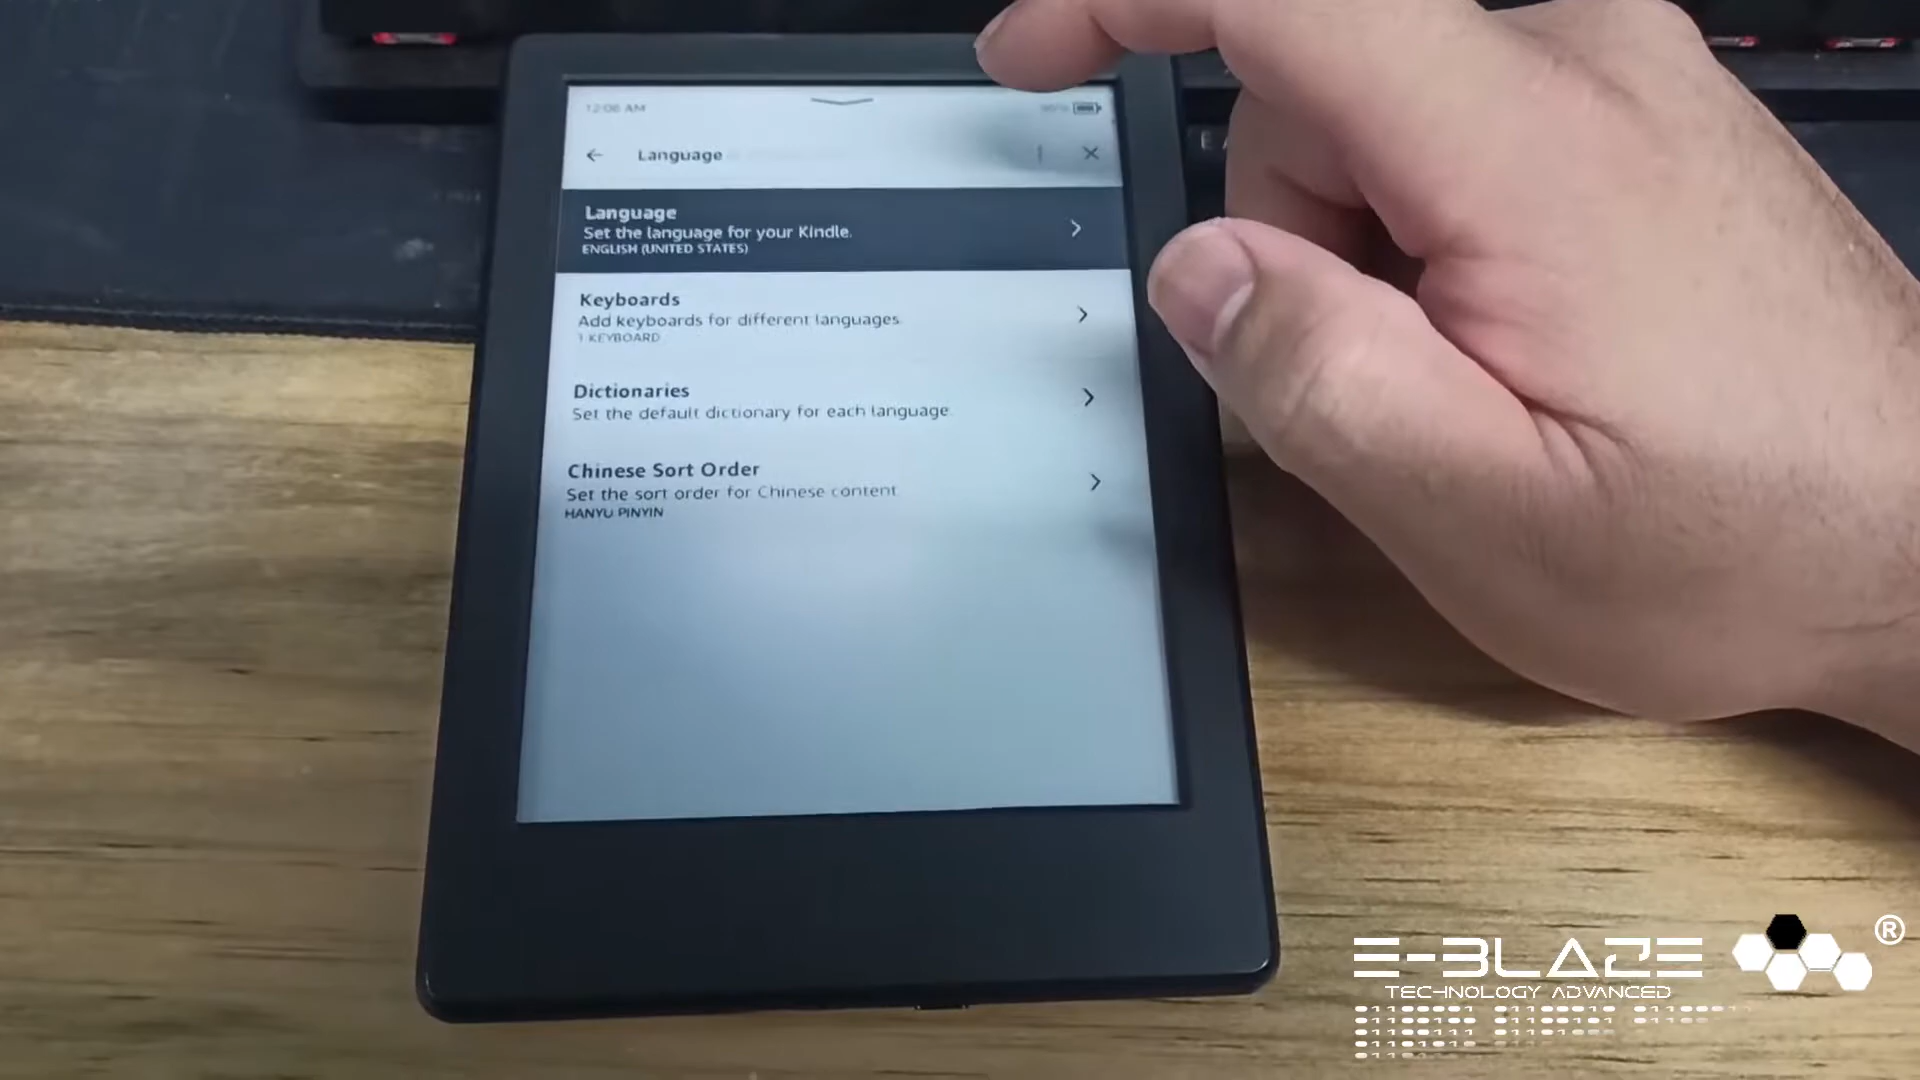 12:06 AM
Language
Language
Set the language for your Kindle.
ENGLISH (UNITED STATES)
Keyboards
Add keyboards for different languages.
1 KEYBOARD
Dictionaries
Set the default dictionary for each language.
Chinese Sort Order
Set the sort order for Chinese content
HANYU PINYIN
E-BLAZE ®
TECHNOLOGY ADVANCED